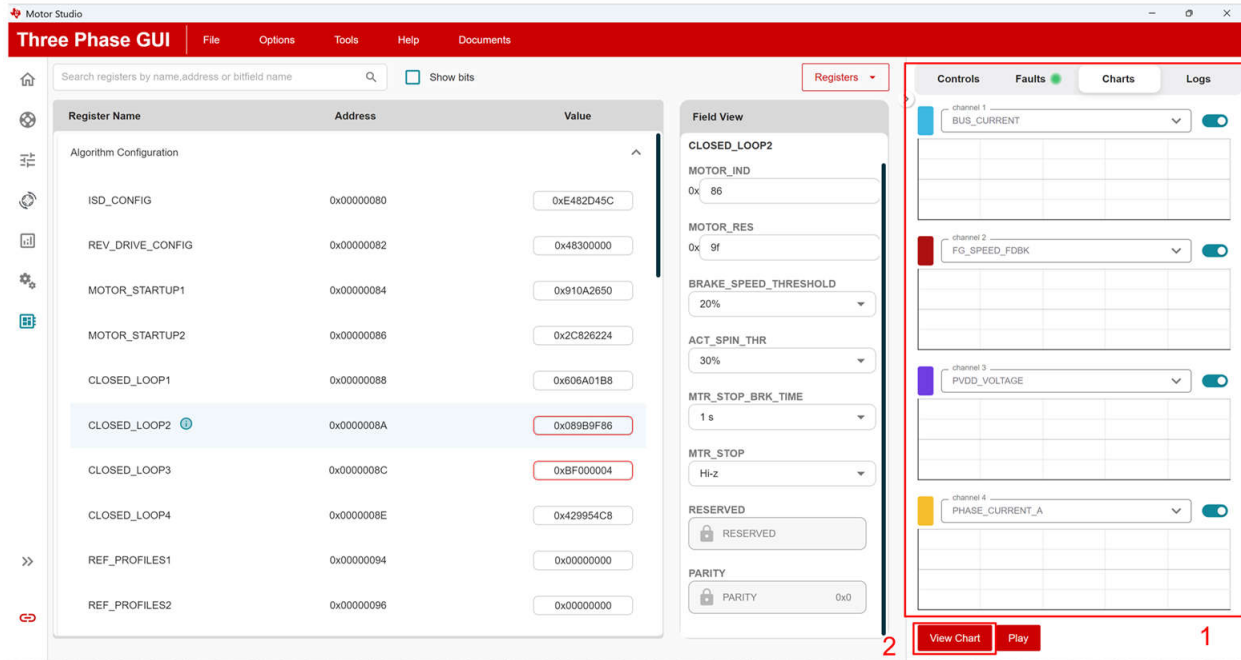 Motor Studio
Three Phase GUI File Options Tools Help Documents
Search registers by name,address or bitfield name
Show bits
Registers
Register Name Address Value
Algorithm Configuration
ISD_CONFIG 0x00000080 0xE482D45C
REV_DRIVE_CONFIG 0x00000082 0x48300000
MOTOR_STARTUP1 0x00000084 0x910A2650
MOTOR_STARTUP2 0x00000086 0x2C826224
CLOSED_LOOP1 0x00000088 0x606A01B8
CLOSED_LOOP2 0x0000008A 0x089B9F86
CLOSED_LOOP3 0x0000008C 0xBF000004
CLOSED_LOOP4 0x0000008E 0x429954C8
REF_PROFILES1 0x00000094 0x00000000
REF_PROFILES2 0x00000096 0x00000000
Field View
CLOSED_LOOP2
MOTOR_IND
0x 86
MOTOR_RES
0x 9f
BRAKE_SPEED_THRESHOLD
20%
ACT_SPIN_THR
30%
MTR_STOP_BRK_TIME
1 s
MTR_STOP
Hi-z
RESERVED
RESERVED
PARITY
PARITY 0x0
Controls Faults Charts Logs
channel 1
BUS_CURRENT
channel 2
FG_SPEED_FDBK
channel 3
PVDD_VOLTAGE
channel 4
PHASE_CURRENT_A
2 View Chart Play 1